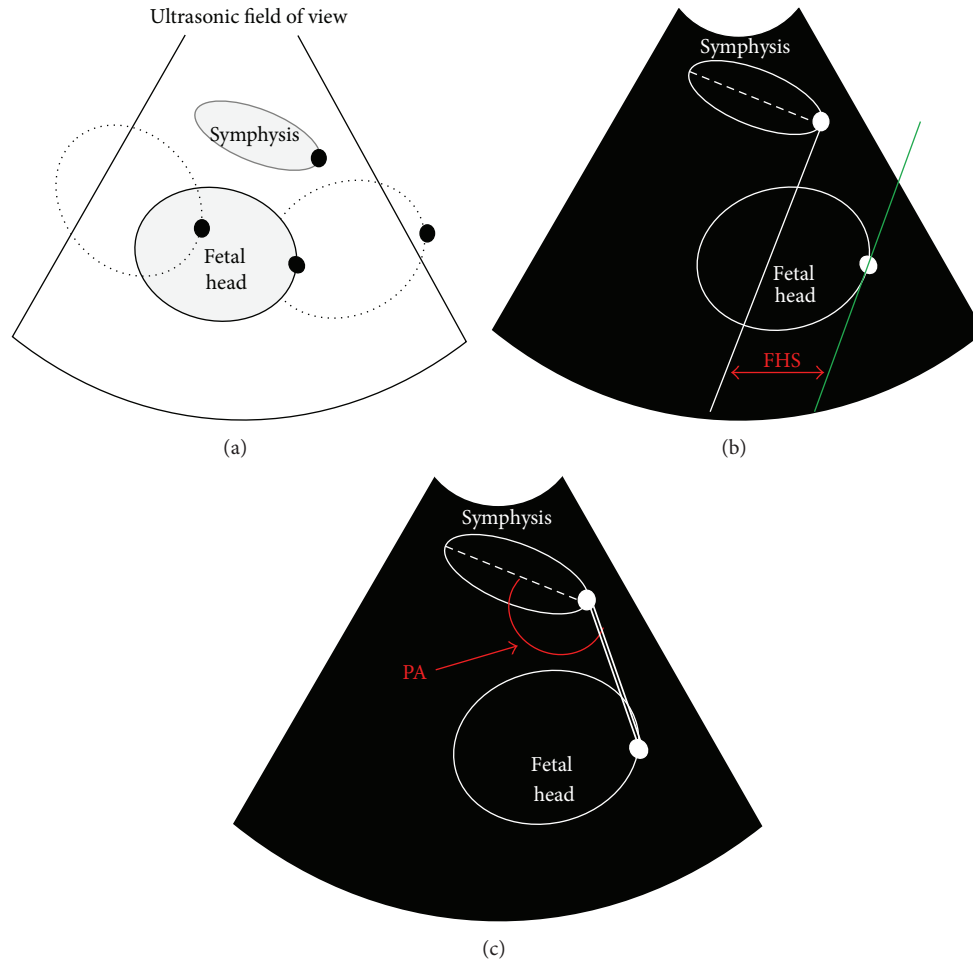 Ultrasonic field of view
Symphysis
Fetal
head
(a)
Symphysis
Fetal
head
FHS
(b)
Symphysis
PA
Fetal
head
(c)